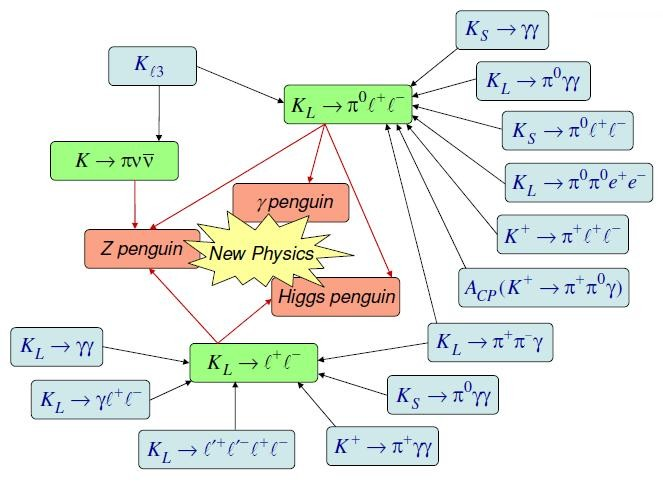 K_S → γγ
K_ℓ3
K_L → π⁰γγ
K_L → π⁰ℓ⁺ℓ⁻
K_S → π⁰ℓ⁺ℓ⁻
K → πνν̄
K_L → π⁰π⁰e⁺e⁻
γ penguin
K⁺ → π⁺ℓ⁺ℓ⁻
Z penguin
New Physics
A_CP(K⁺ → π⁺π⁰γ)
Higgs penguin
K_L → π⁺π⁻γ
K_L → γγ
K_L → ℓ⁺ℓ⁻
K_L → γℓ⁺ℓ⁻
K_S → π⁰γγ
K_L → ℓ′⁺ℓ′⁻ℓ⁺ℓ⁻
K⁺ → π⁺γγ